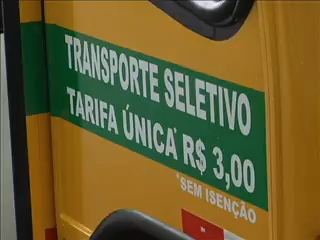 TRANSPORTE SELETIVO
TARIFA ÚNICA R$ 3,00
*SEM ISENÇÃO